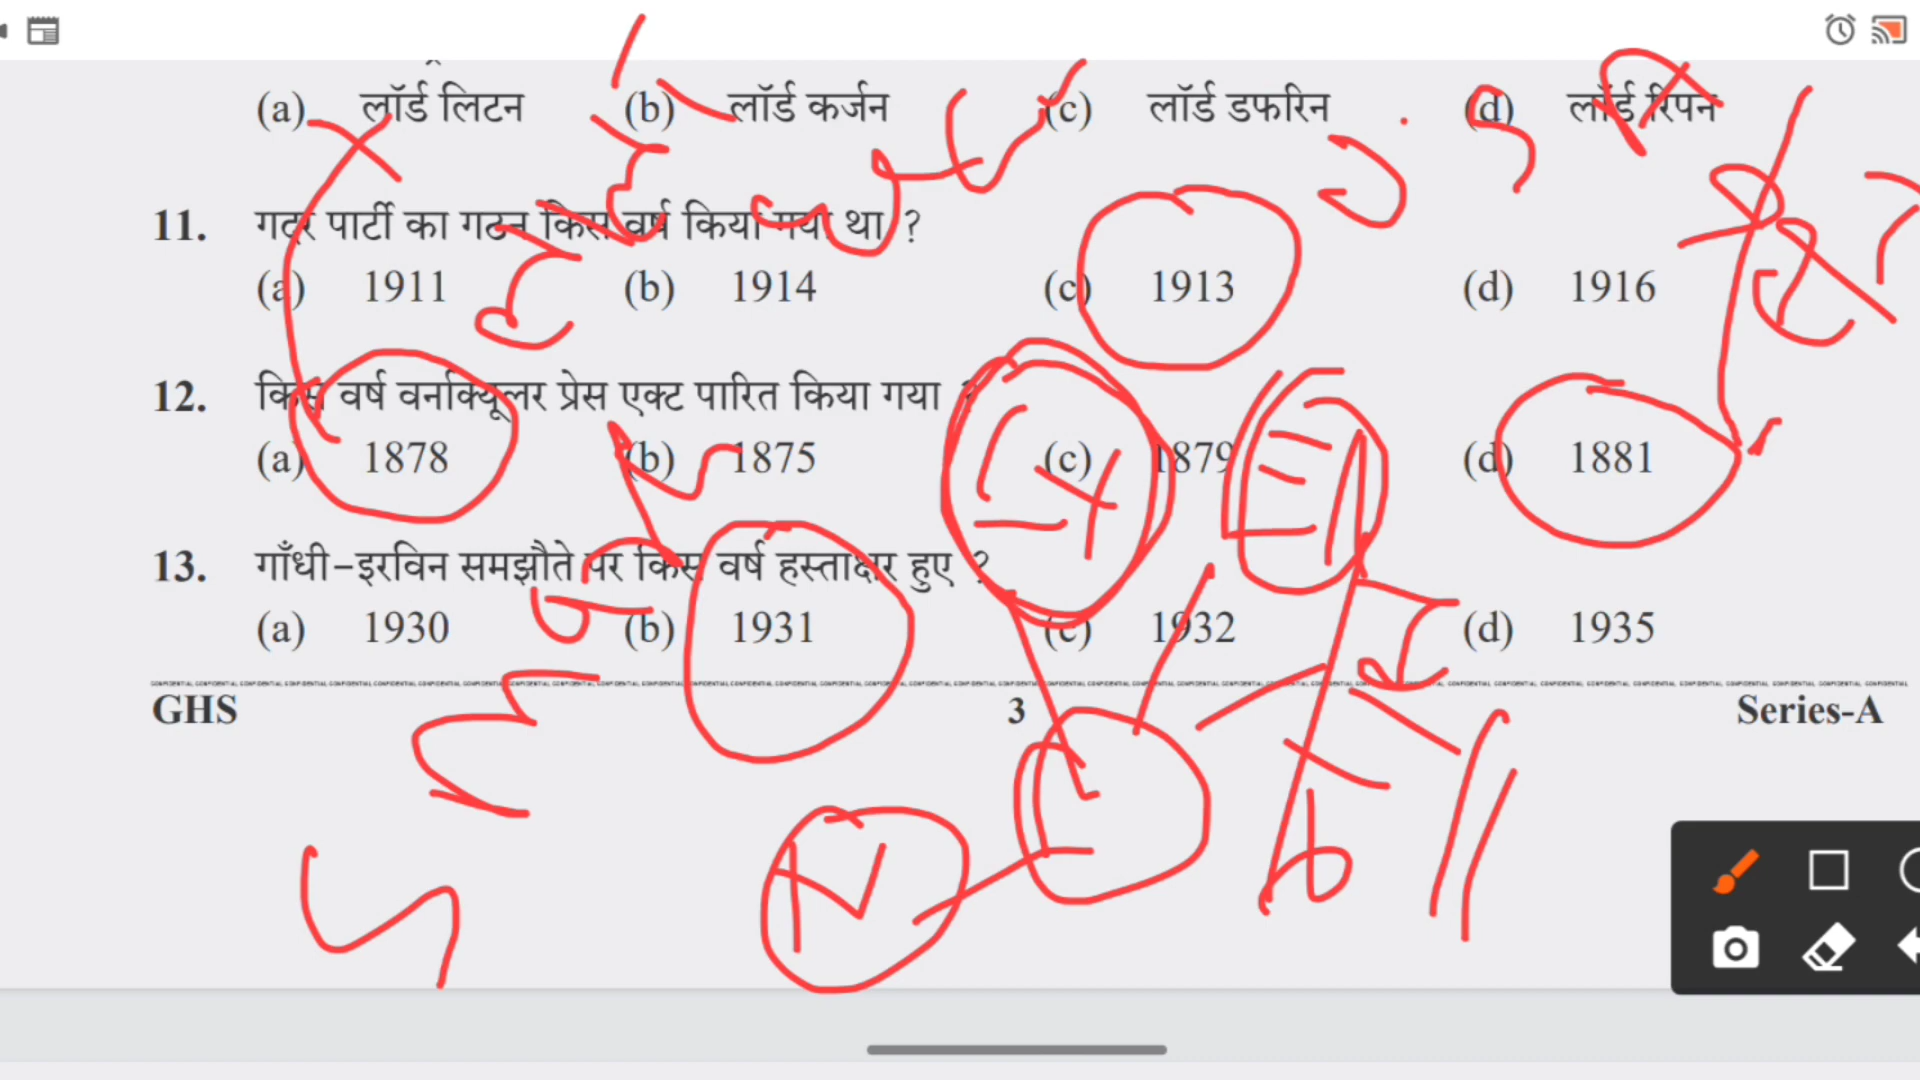 (a) लॉर्ड लिटन (b) लॉर्ड कर्जन (c) लॉर्ड डफरिन (d) लॉर्ड रिपन
11. गदर पार्टी का गठन किस वर्ष किया गया था ?
(a) 1911 (b) 1914 (c) 1913 (d) 1916
12. किस वर्ष वर्नाक्यूलर प्रेस एक्ट पारित किया गया ?
(a) 1878 (b) 1875 (c) 1879 (d) 1881
13. गाँधी-इरविन समझौते पर किस वर्ष हस्ताक्षर हुए ?
(a) 1930 (b) 1931 (c) 1932 (d) 1935
GHS 3 Series-A